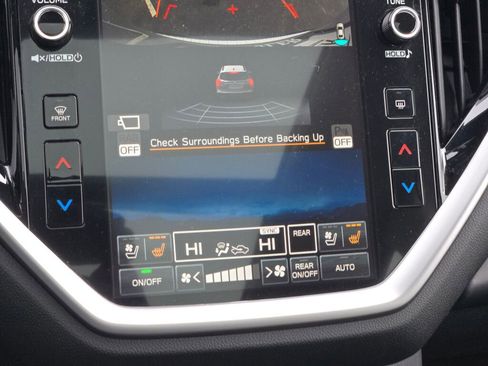 VOLUME
TUNE
HOLD
HOLD
FRONT
OFF
Check Surroundings Before Backing Up
OFF
SYNC
HI
HI
REAR
ON/OFF
REAR
ON/OFF
AUTO